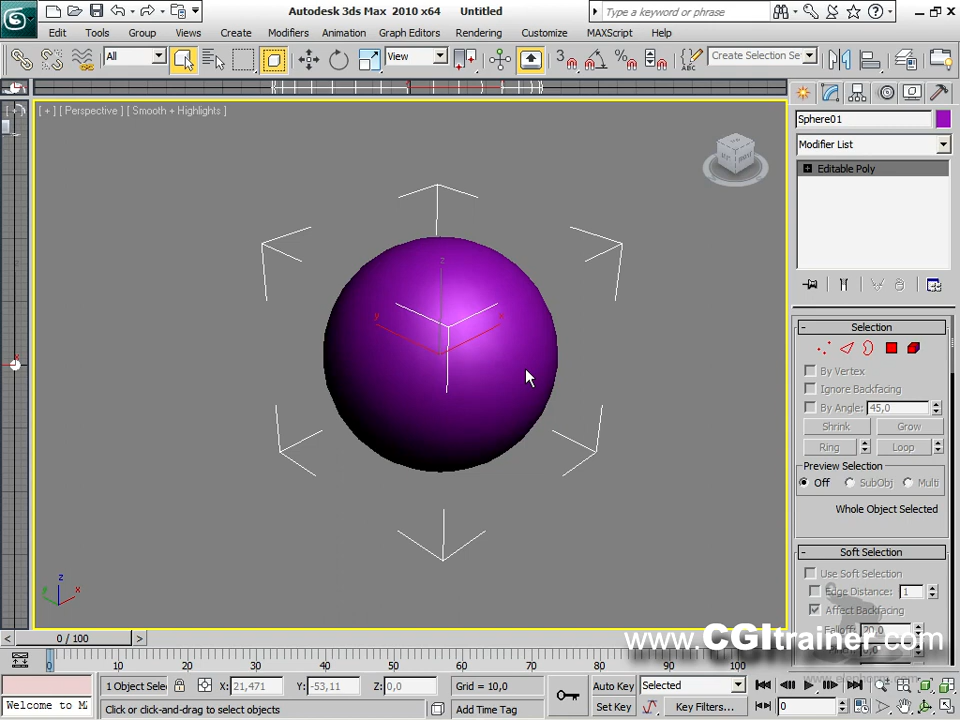 Autodesk 3ds Max 2010 x64 Untitled
Type a keyword or phrase
Edit Tools Group Views Create Modifiers Animation Graph Editors Rendering Customize MAXScript Help
All View 3 ABC Create Selection Se
[ + ] [ Perspective ] [ Smooth + Highlights ]
Sphere01
Modifier List
Editable Poly
Selection
By Vertex
Ignore Backfacing
By Angle: 45,0
Shrink Grow
Ring Loop
Preview Selection
Off SubObj Multi
Whole Object Selected
Soft Selection
Use Soft Selection
Edge Distance: 1
Affect Backfacing
Falloff: 20,0
z
y x
z
y x
www.CGItrainer.com
< 0 / 100 >
0 10 20 30 40 50 60 70 80 90 100
1 Object Sele X: 21,471 Y: -53,11 Z: 0,0 Grid = 10,0 Auto Key Selected
Welcome to M Click or click-and-drag to select objects Add Time Tag Set Key Key Filters... 0